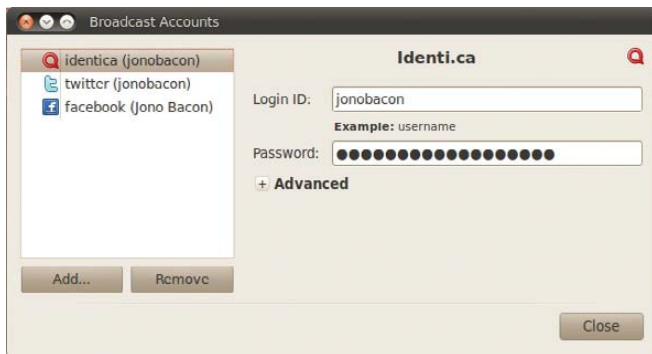 Broadcast Accounts
identica (jonobacon)
twitter (jonobacon)
facebook (Jono Bacon)
Add...
Remove
Identi.ca
Login ID:
jonobacon
Example: username
Password:
●●●●●●●●●●●●●●●●●●
+ Advanced
Close